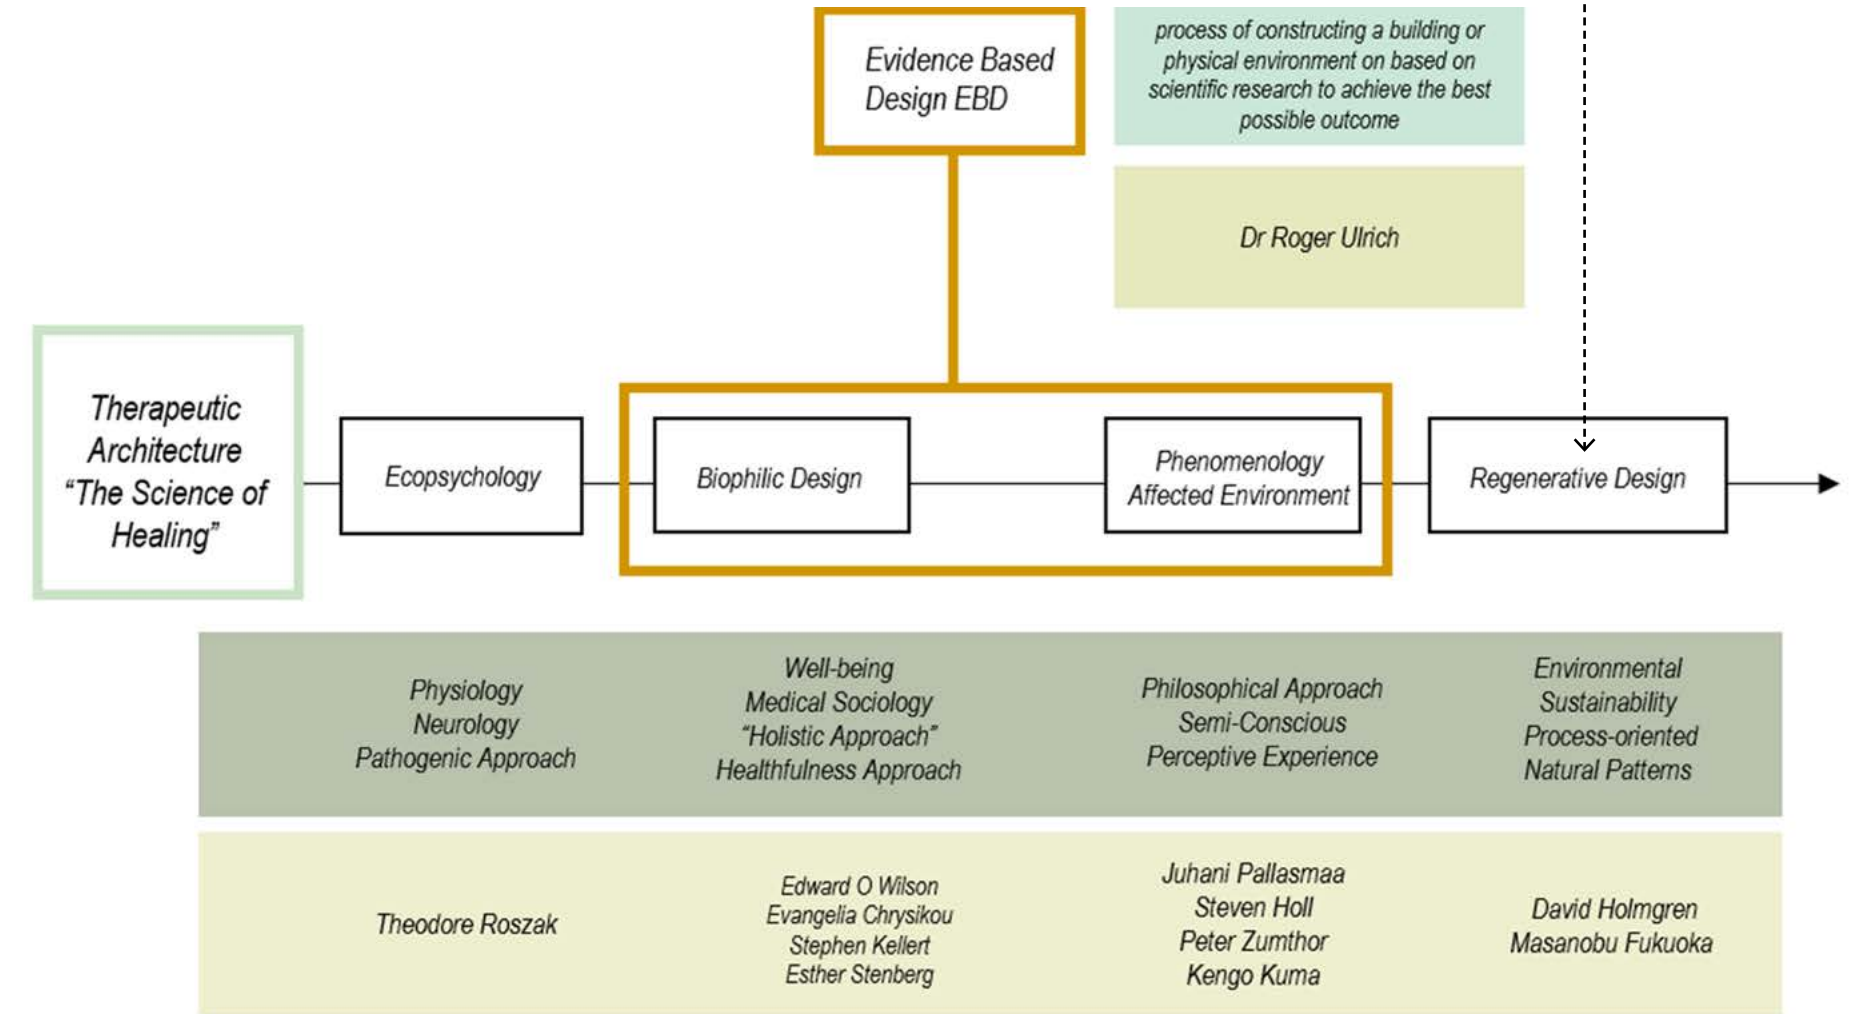 Evidence Based
Design EBD
process of constructing a building or
physical environment on based on
scientific research to achieve the best
possible outcome
Dr Roger Ulrich
Therapeutic
Architecture
“The Science of
Healing”
Ecopsychology
Biophilic Design
Phenomenology
Affected Environment
Regenerative Design
Physiology
Neurology
Pathogenic Approach
Well-being
Medical Sociology
“Holistic Approach”
Healthfulness Approach
Philosophical Approach
Semi-Conscious
Perceptive Experience
Environmental
Sustainability
Process-oriented
Natural Patterns
Theodore Roszak
Edward O Wilson
Evangelia Chrysikou
Stephen Kellert
Esther Stenberg
Juhani Pallasmaa
Steven Holl
Peter Zumthor
Kengo Kuma
David Holmgren
Masanobu Fukuoka